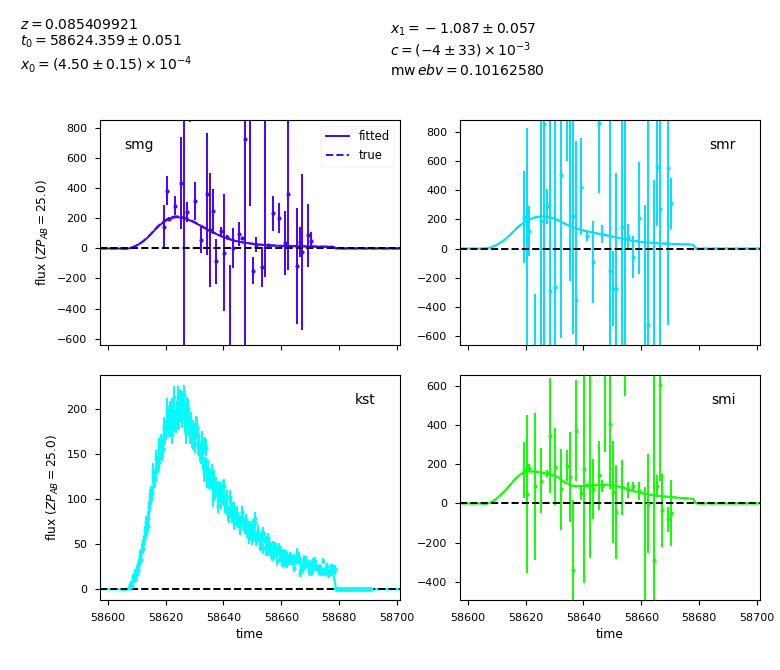 z = 0.085409921
t0 = 58624.359 ± 0.051
x0 = (4.50 ± 0.15) × 10^−4
x1 = −1.087 ± 0.057
c = (−4 ± 33) × 10^−3
mw ebv = 0.10162580
smg
fitted
true
800
600
400
200
0
−200
−400
−600
flux (ZP_AB = 25.0)
smr
800
600
400
200
0
−200
−400
−600
kst
200
150
100
50
0
flux (ZP_AB = 25.0)
58600 58620 58640 58660 58680 58700
time
smi
600
400
200
0
−200
−400
58600 58620 58640 58660 58680 58700
time